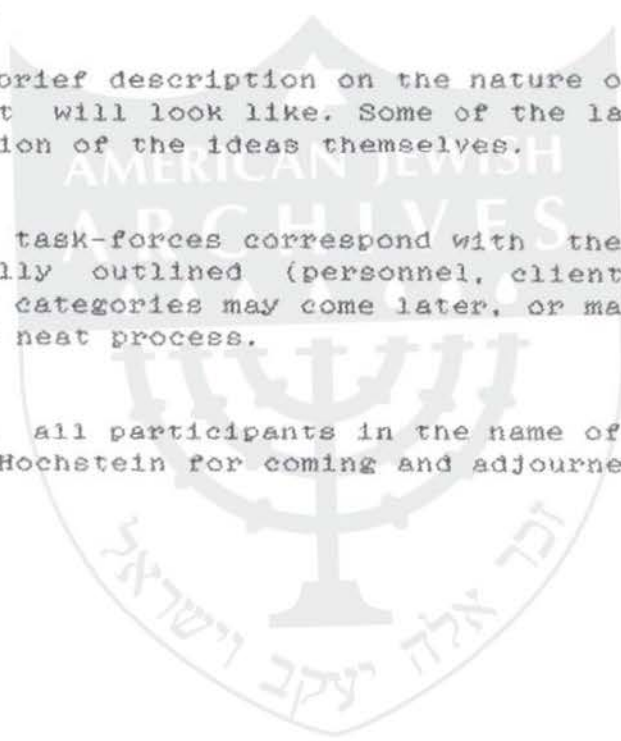 brief description on the nature o
t will look like. Some of the la
ion of the ideas themselves.
AMERICAN JEWISH
ARCHIVES
task-forces correspond with the
lly outlined (personnel, client
categories may come later, or ma
neat process.
all participants in the name of
Hochstein for coming and adjourne
זכר אלה יעקב וישראל